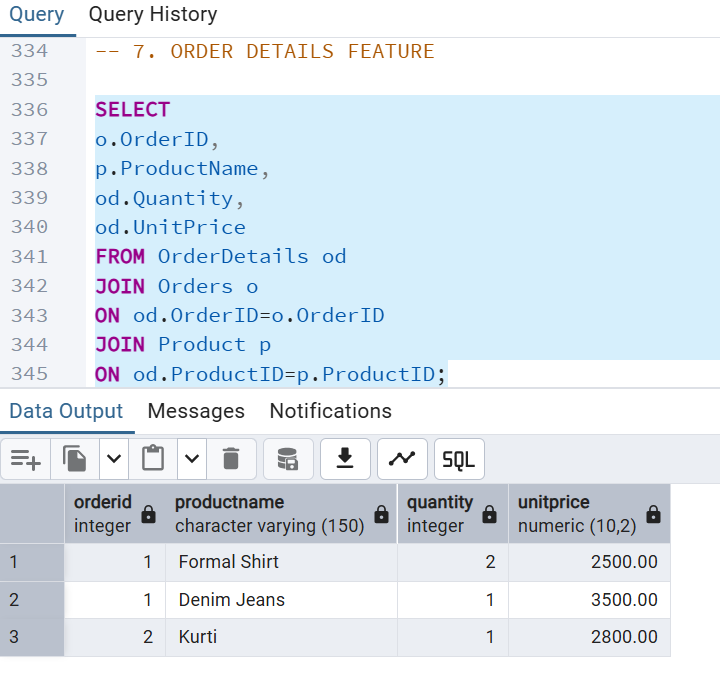 Query Query History
334 -- 7. ORDER DETAILS FEATURE
335
336 SELECT
337 o.OrderID,
338 p.ProductName,
339 od.Quantity,
340 od.UnitPrice
341 FROM OrderDetails od
342 JOIN Orders o
343 ON od.OrderID=o.OrderID
344 JOIN Product p
345 ON od.ProductID=p.ProductID;
Data Output Messages Notifications
SQL
orderid productname quantity unitprice
integer character varying (150) integer numeric (10,2)
1 1 Formal Shirt 2 2500.00
2 1 Denim Jeans 1 3500.00
3 2 Kurti 1 2800.00